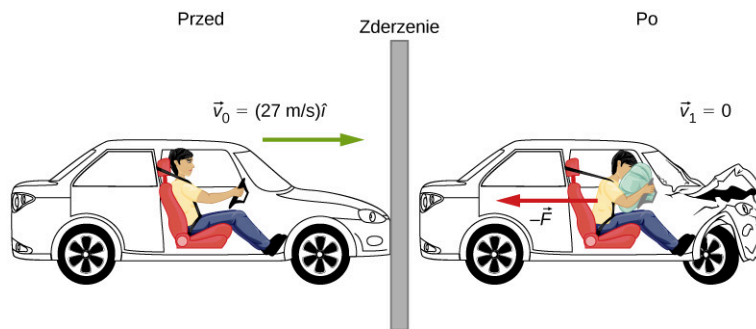 Przed
Zderzenie
Po
v⃗₀ = (27 m/s)î
v⃗₁ = 0
–F⃗